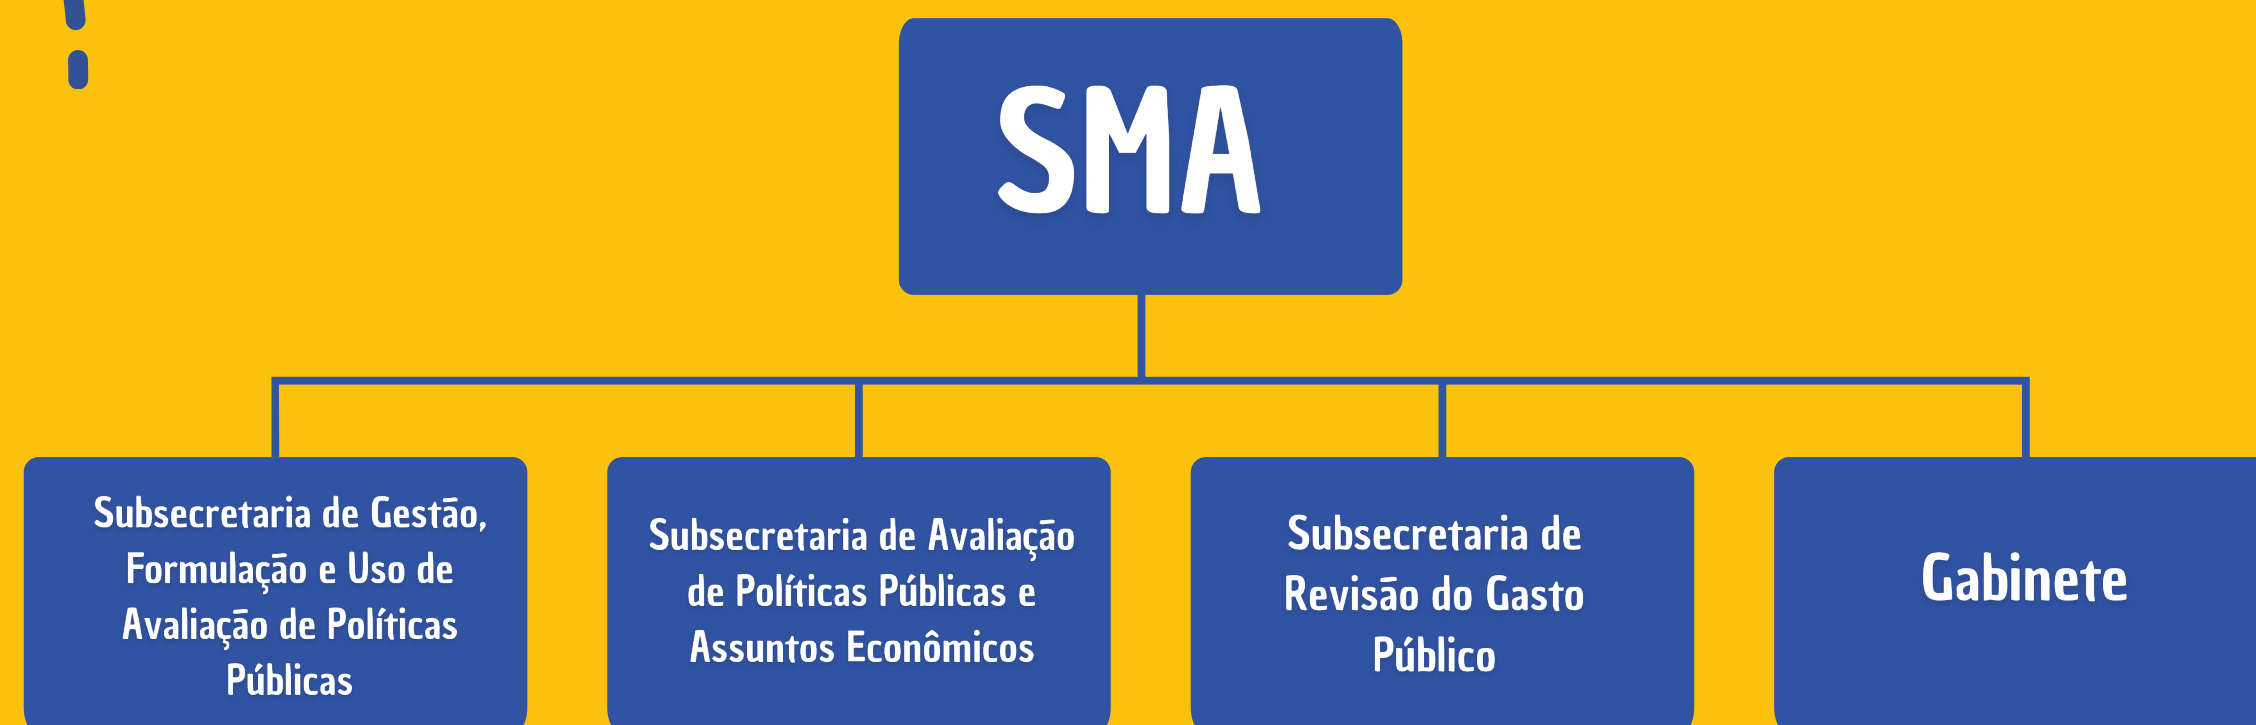 SMA
Subsecretaria de Gestão,
Formulação e Uso de
Avaliação de Políticas
Públicas
Subsecretaria de Avaliação
de Políticas Públicas e
Assuntos Econômicos
Subsecretaria de
Revisão do Gasto
Público
Gabinete